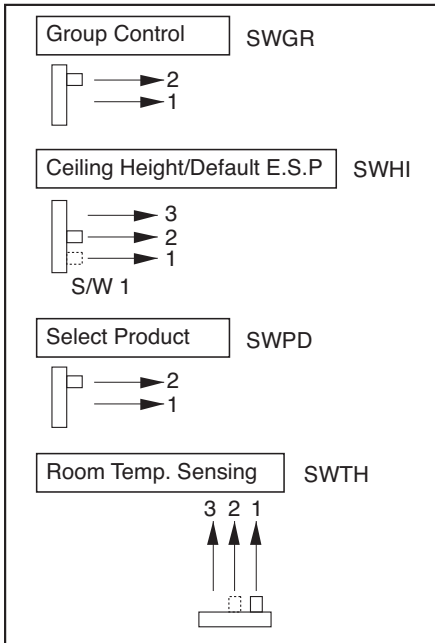 Group Control SWGR
2
1
Ceiling Height/Default E.S.P SWHI
3
2
1
S/W 1
Select Product SWPD
2
1
Room Temp. Sensing SWTH
3 2 1